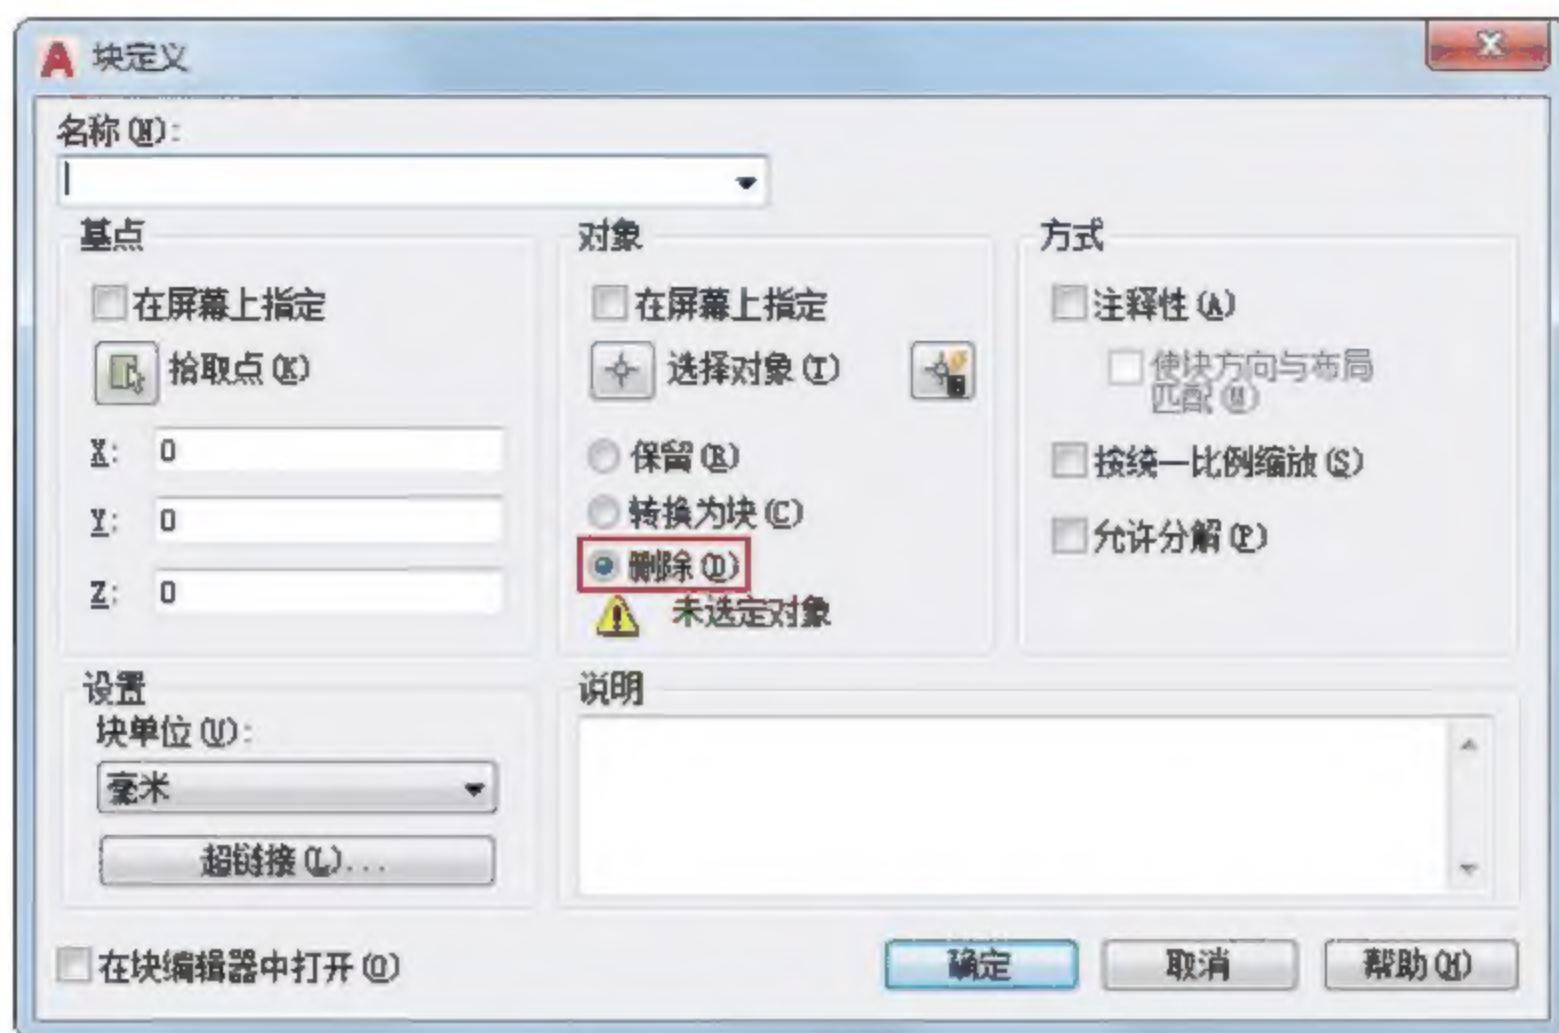 块定义
名称(N):
基点
在屏幕上指定
拾取点(K)
X: 0
Y: 0
Z: 0
对象
在屏幕上指定
选择对象(T)
保留(R)
转换为块(C)
删除(D)
未选定对象
方式
注释性(A)
使块方向与布局
匹配(M)
按统一比例缩放(S)
允许分解(P)
设置
块单位(U):
毫米
超链接(L)...
说明
在块编辑器中打开(O)
确定
取消
帮助(H)